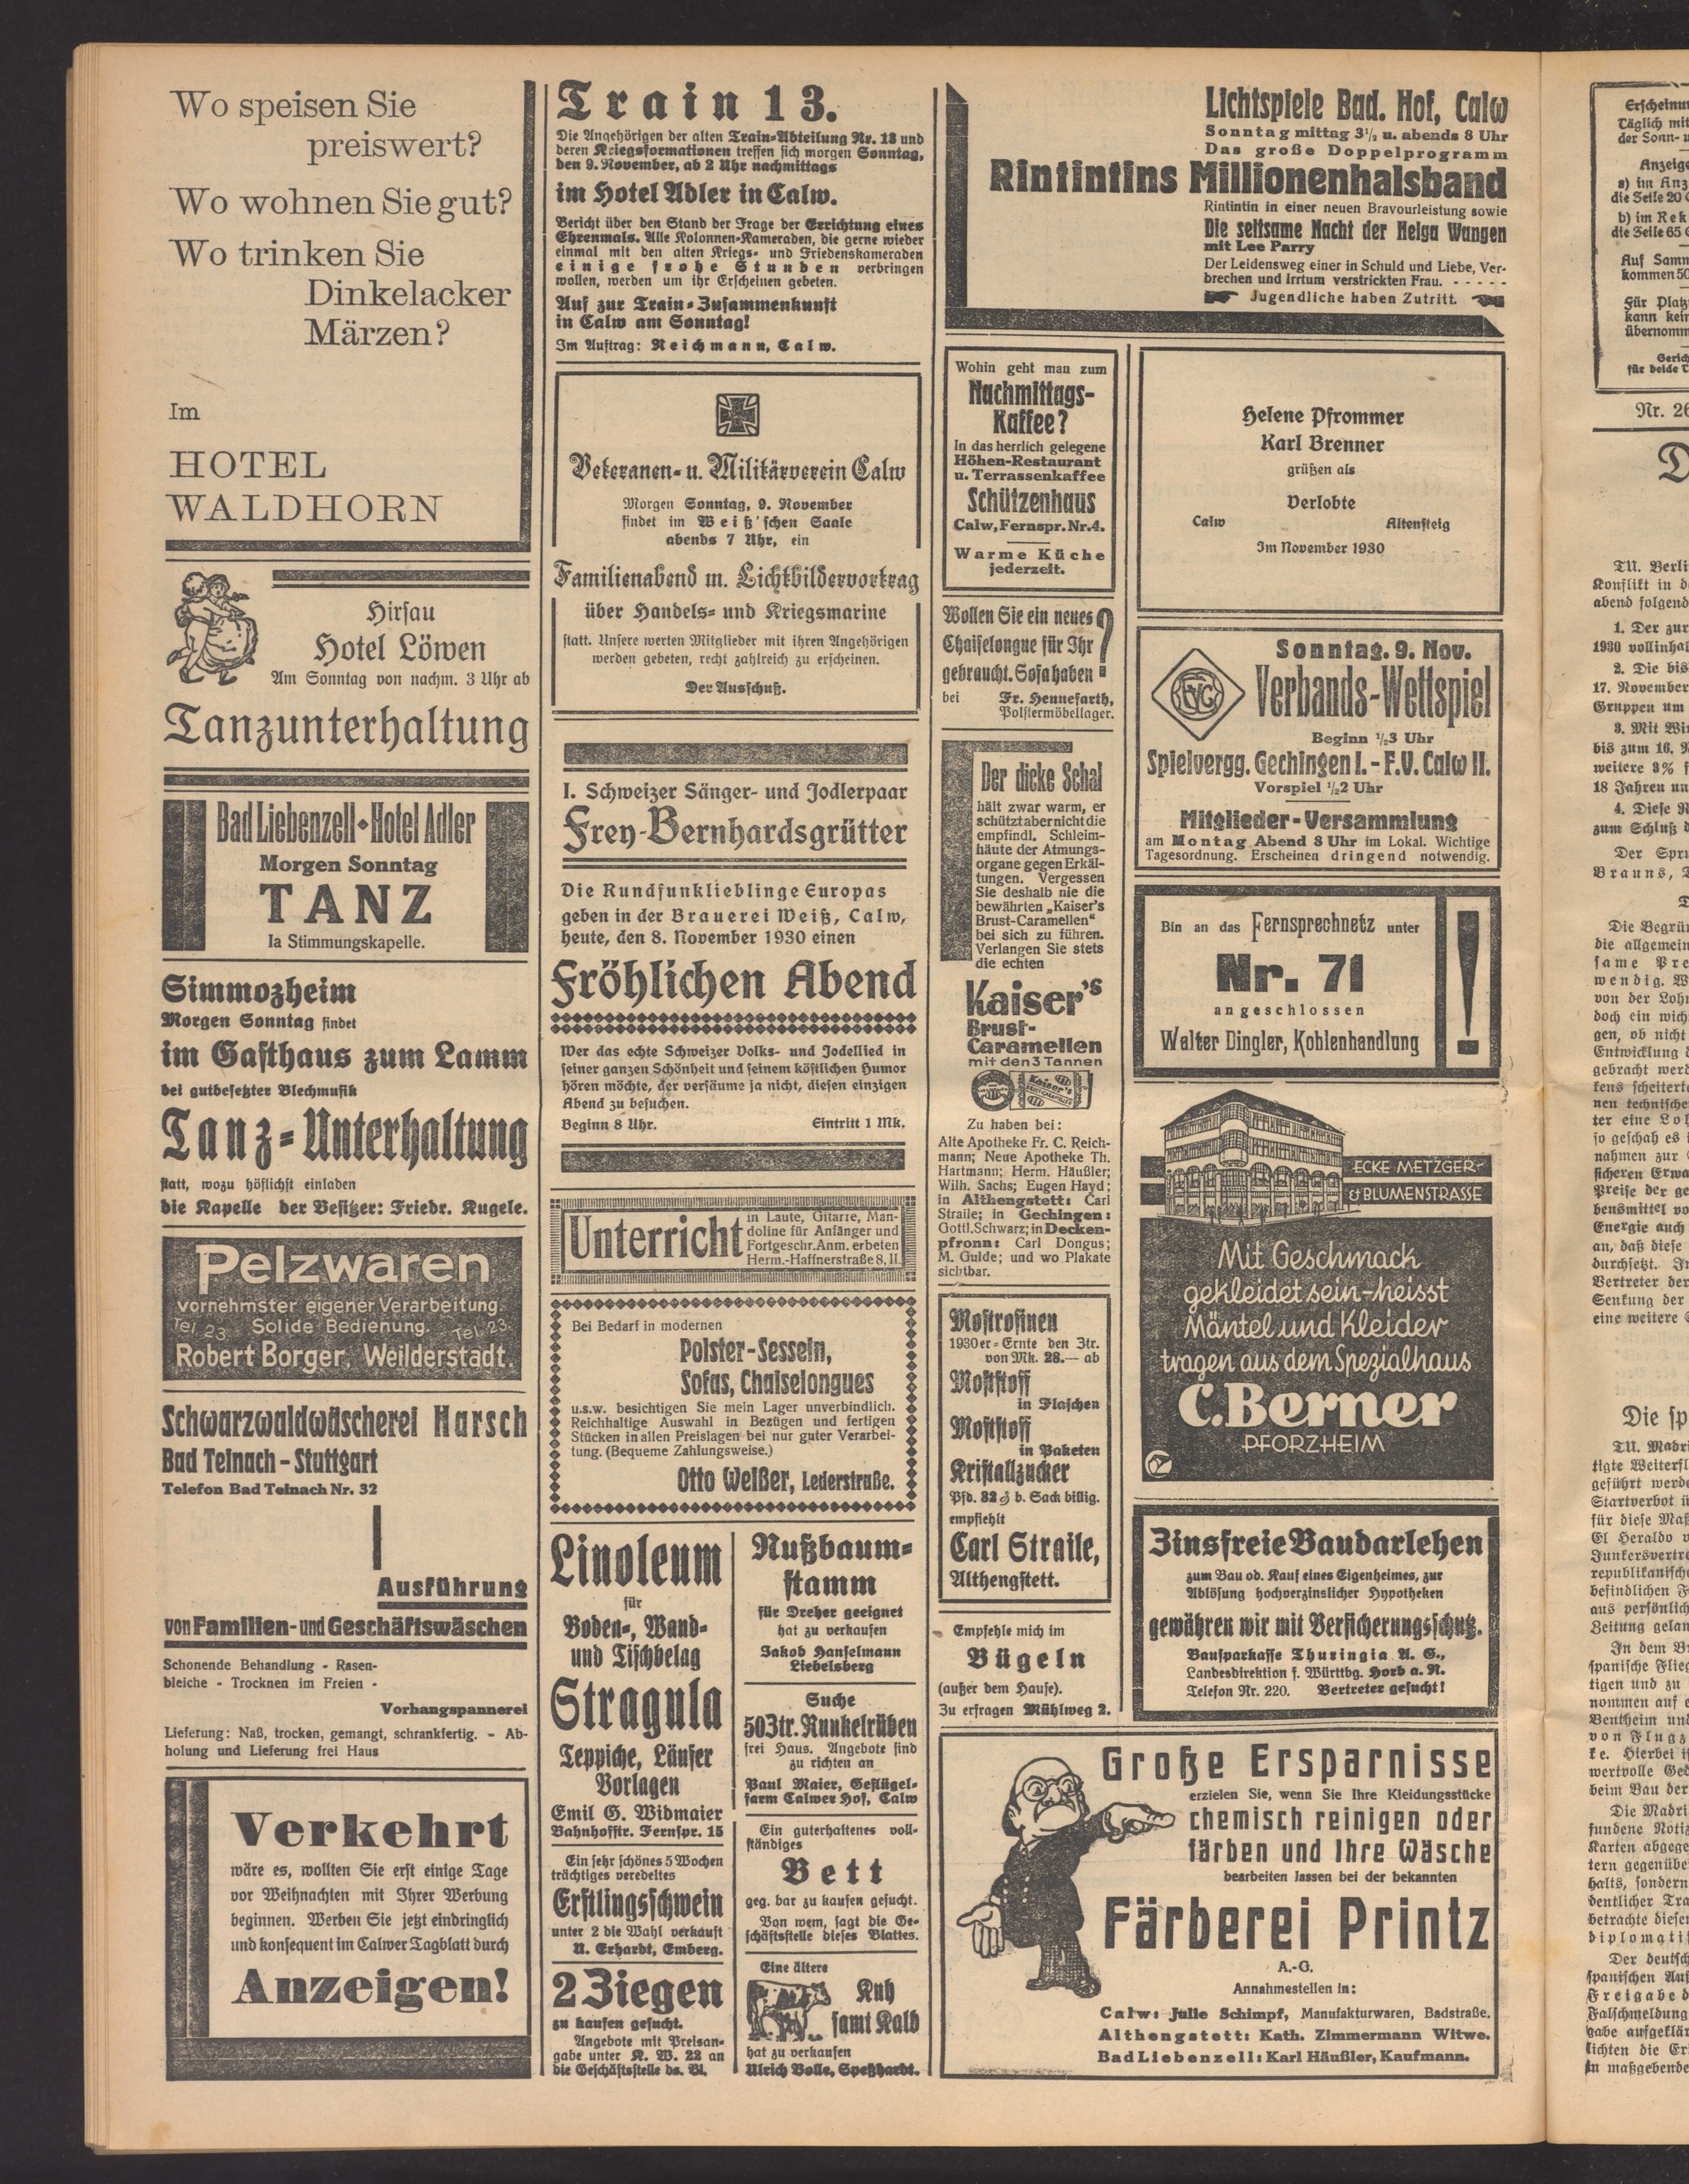 Wo speisen Sie
preiswert?
Wo wohnen Sie gut?
Wo trinken Sie
Dinkelacker
Märzen?
Im
HOTEL
WALDHORN
Hirsau
Hotel Löwen
Am Sonntag von nachm. 3 Uhr ab
Tanzunterhaltung
Bad Liebenzell • Hotel Adler
Morgen Sonntag
TANZ
Ia Stimmungskapelle.
Simmozheim
Morgen Sonntag findet
im Gasthaus zum Lamm
bei gutbesetzter Blechmusik
Tanz-Unterhaltung
statt, wozu höflichst einladen
die Kapelle der Besitzer: Friedr. Kugele.
Pelzwaren
vornehmster eigener Verarbeitung.
Tel 23 Solide Bedienung. Tel. 23.
Robert Borger, Weilderstadt.
Schwarzwaldwäscherei Harsch
Bad Teinach – Stuttgart
Telefon Bad Teinach Nr. 32
Ausführung
von Familien- und Geschäftswäschen
Schonende Behandlung - Rasen-
bleiche - Trocknen im Freien -
Vorhangspannerei
Lieferung: Naß, trocken, gemangt, schrankfertig. - Ab-
holung und Lieferung frei Haus
Verkehrt
wäre es, wollten Sie erst einige Tage
vor Weihnachten mit Ihrer Werbung
beginnen. Werben Sie jetzt eindringlich
und konsequent im Calwer Tagblatt durch
Anzeigen!
Train 13.
Die Angehörigen der alten Train-Abteilung Nr. 13 und
deren Kriegsformationen treffen sich morgen Sonntag,
den 9. November, ab 2 Uhr nachmittags
im Hotel Adler in Calw.
Bericht über den Stand der Frage der Errichtung eines
Ehrenmals. Alle Kolonnen-Kameraden, die gerne wieder
einmal mit den alten Kriegs- und Friedenskameraden
einige frohe Stunden verbringen
wollen, werden um ihr Erscheinen gebeten.
Auf zur Train-Zusammenkunft
in Calw am Sonntag!
Im Auftrag: Reichmann, Calw.
Veteranen- u. Militärverein Calw
Morgen Sonntag, 9. November
findet im Weiß'schen Saale
abends 7 Uhr, ein
Familienabend m. Lichtbildervortrag
über Handels- und Kriegsmarine
statt. Unsere werten Mitglieder mit ihren Angehörigen
werden gebeten, recht zahlreich zu erscheinen.
Der Ausschuß.
I. Schweizer Sänger- und Jodlerpaar
Frey-Bernhardsgrütter
Die Rundfunklieblinge Europas
geben in der Brauerei Weiß, Calw,
heute, den 8. November 1930 einen
Fröhlichen Abend
Wer das echte Schweizer Volks- und Jodellied in
seiner ganzen Schönheit und seinem köstlichen Humor
hören möchte, der versäume ja nicht, diesen einzigen
Abend zu besuchen.
Beginn 8 Uhr. Eintritt 1 Mk.
Unterricht
in Laute, Gitarre, Man-
doline für Anfänger und
Fortgeschr. Anm. erbeten
Herm.-Haffnerstraße 8, II.
Bei Bedarf in modernen
Polster-Sesseln,
Sofas, Chaiselongues
u.s.w. besichtigen Sie mein Lager unverbindlich.
Reichhaltige Auswahl in Bezügen und fertigen
Stücken in allen Preislagen bei nur guter Verarbei-
tung. (Bequeme Zahlungsweise.)
Otto Weißer, Lederstraße.
Linoleum
für
Boden-, Wand-
und Tischbelag
Stragula
Teppiche, Läufer
Vorlagen
Emil G. Widmaier
Bahnhofstr. Fernspr. 15
Ein sehr schönes 5 Wochen
trächtiges veredeltes
Erstlingsschwein
unter 2 die Wahl verkauft
U. Erhardt, Emberg.
2 Ziegen
zu kaufen gesucht.
Angebote mit Preisan-
gabe unter K. W. 22 an
die Geschäftsstelle ds. Bl.
Nußbaum-
stamm
für Dreher geeignet
hat zu verkaufen
Jakob Hanselmann
Liebelsberg
Suche
50 Ztr. Runkelrüben
frei Haus. Angebote sind
zu richten an
Paul Maier, Geflügel-
farm Calwer Hof, Calw
Ein guterhaltenes voll-
ständiges
Bett
geg. bar zu kaufen gesucht.
Von wem, sagt die Ge-
schäftsstelle dieses Blattes.
Eine ältere
Kuh
samt Kalb
hat zu verkaufen
Ulrich Bolle, Speßhardt.
Lichtspiele Bad. Hof, Calw
Sonntag mittag 3½ u. abends 8 Uhr
Das große Doppelprogramm
Rintintins Millionenhalsband
Rintintin in einer neuen Bravourleistung sowie
Die seltsame Nacht der Helga Wangen
mit Lee Parry
Der Leidensweg einer in Schuld und Liebe, Ver-
brechen und Irrtum verstrickten Frau. - - - - -
Jugendliche haben Zutritt.
Wohin geht man zum
Nachmittags-
Kaffee?
In das herrlich gelegene
Höhen-Restaurant
u. Terrassenkaffee
Schützenhaus
Calw, Fernspr. Nr. 4.
Warme Küche
jederzeit.
Wollen Sie ein neues
Chaiselongue für Ihr
gebraucht. Sofa haben?
bei Fr. Hennefarth,
Polstermöbellager.
Der dicke Schal
hält zwar warm, er
schützt aber nicht die
empfindl. Schleim-
häute der Atmungs-
organe gegen Erkäl-
tungen. Vergessen
Sie deshalb nie die
bewährten „Kaiser's
Brust-Caramellen“
bei sich zu führen.
Verlangen Sie stets
die echten
Kaiser's
Brust-
Caramellen
mit den 3 Tannen
Kaiser's
Zu haben bei:
Alte Apotheke Fr. C. Reich-
mann; Neue Apotheke Th.
Hartmann; Herm. Häußler;
Wilh. Sachs; Eugen Hayd;
in Althengstett: Carl
Straile; in Gechingen:
Gottl. Schwarz; in Decken-
pfronn: Carl Dongus;
M. Gulde; und wo Plakate
sichtbar.
Mostrosinen
1930er-Ernte den Ztr.
von Mk. 28.— ab
Moststoff
in Flaschen
Moststoff
in Paketen
Kristallzucker
Pfd. 32 ₰ b. Sack billig.
empfiehlt
Carl Straile,
Althengstett.
Empfehle mich im
Bügeln
(außer dem Hause).
Zu erfragen Mühlweg 2.
Helene Pfrommer
Karl Brenner
grüßen als
Verlobte
Calw Altensteig
Im November 1930
Sonntag. 9. Nov.
Verbands-Wettspiel
Beginn ½3 Uhr
Spielvergg. Gechingen I. - F.V. Calw II.
Vorspiel ½2 Uhr
Mitglieder-Versammlung
am Montag Abend 8 Uhr im Lokal. Wichtige
Tagesordnung. Erscheinen dringend notwendig.
Bin an das Fernsprechnetz unter
Nr. 71
angeschlossen
Walter Dingler, Kohlenhandlung
!
ECKE METZGER-
& BLUMENSTRASSE
Mit Geschmack
gekleidet sein-heisst
Mäntel und Kleider
tragen aus dem Spezialhaus
C. Berner
PFORZHEIM
Zinsfreie Baudarlehen
zum Bau od. Kauf eines Eigenheimes, zur
Ablösung hochverzinslicher Hypotheken
gewähren wir mit Versicherungsschutz.
Bausparkasse Thuringia A. G.,
Landesdirektion f. Württbg. Horb a. N.
Telefon Nr. 220. Vertreter gesucht!
Große Ersparnisse
erzielen Sie, wenn Sie Ihre Kleidungsstücke
chemisch reinigen oder
färben und Ihre Wäsche
bearbeiten lassen bei der bekannten
Färberei Printz
A.-G.
Annahmestellen in:
Calw: Julie Schimpf, Manufakturwaren, Badstraße.
Althengstett: Kath. Zimmermann Witwe.
Bad Liebenzell: Karl Häußler, Kaufmann.